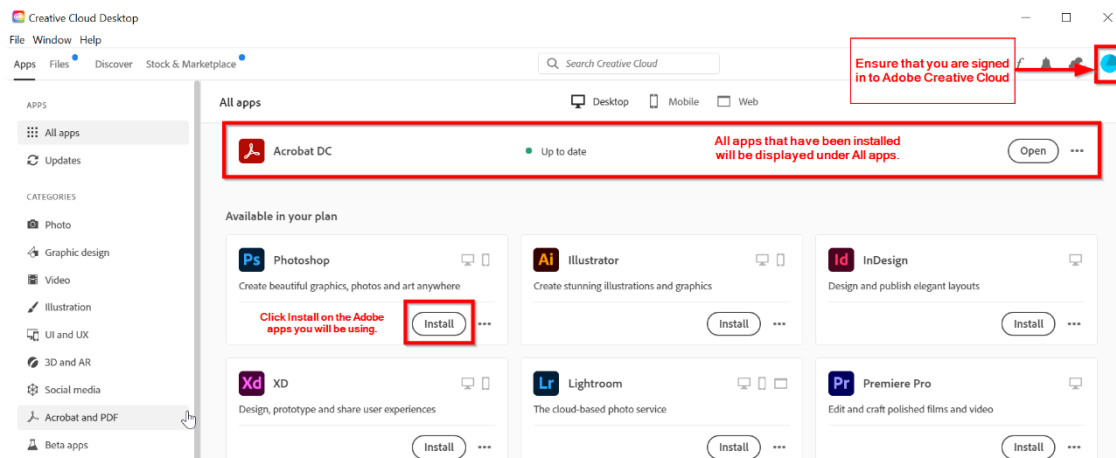 Creative Cloud Desktop
File Window Help
Apps Files Discover Stock & Marketplace
Search Creative Cloud
Ensure that you are signed
in to Adobe Creative Cloud
APPS
All apps
Updates
CATEGORIES
Photo
Graphic design
Video
Illustration
UI and UX
3D and AR
Social media
Acrobat and PDF
Beta apps
All apps
Desktop Mobile Web
Acrobat DC
Up to date
All apps that have been installed
will be displayed under All apps.
Open
Available in your plan
Ps Photoshop
Create beautiful graphics, photos and art anywhere
Click Install on the Adobe
apps you will be using.
Install
Ai Illustrator
Create stunning illustrations and graphics
Install
Id InDesign
Design and publish elegant layouts
Install
Xd XD
Design, prototype and share user experiences
Install
Lr Lightroom
The cloud-based photo service
Install
Pr Premiere Pro
Edit and craft polished films and video
Install